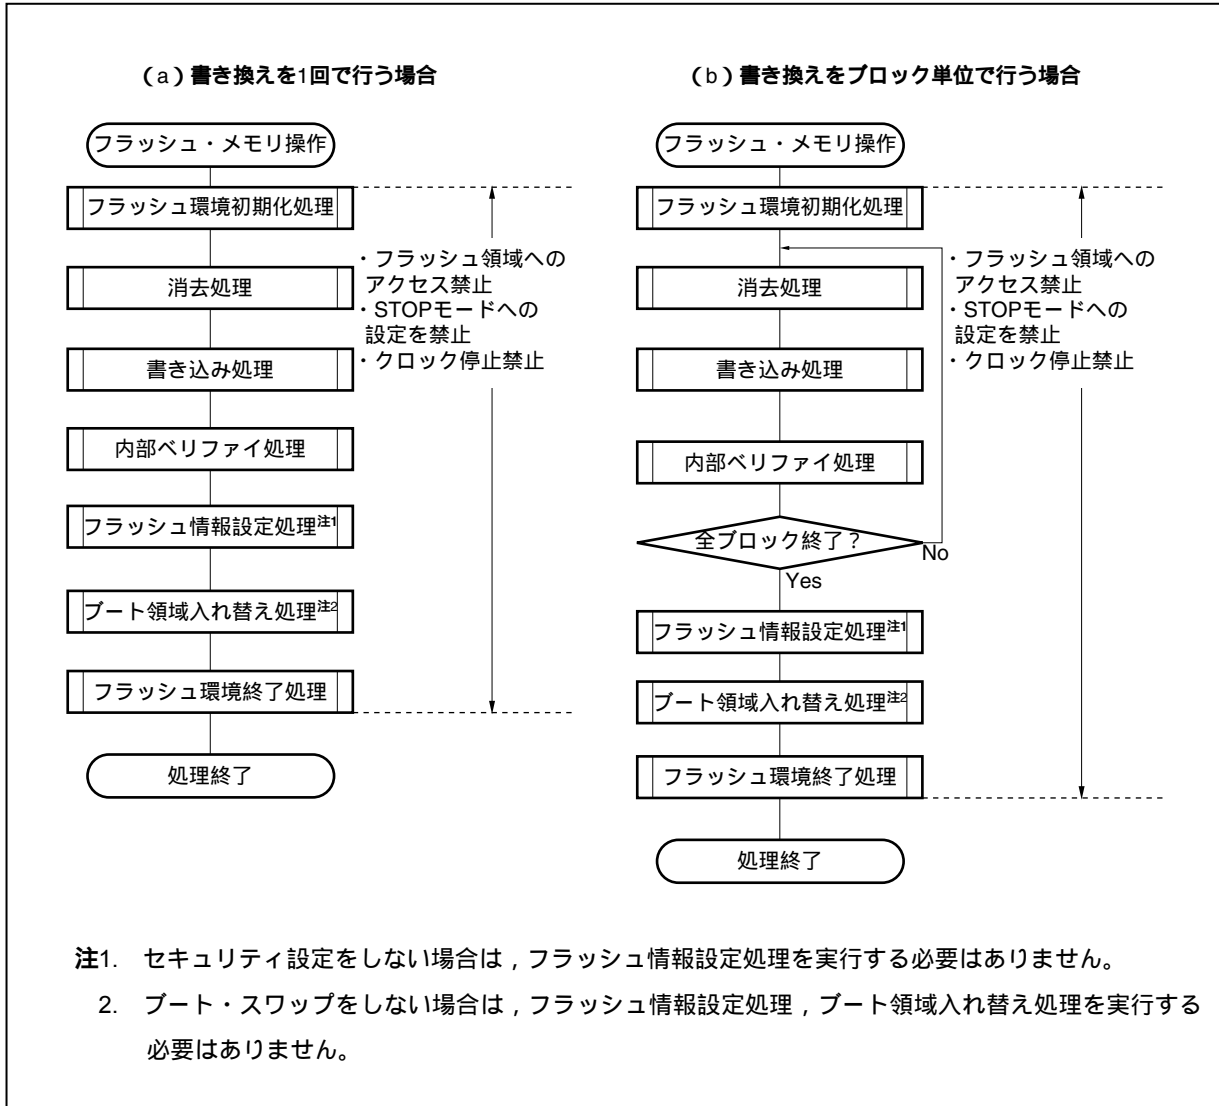 (a)書き換えを1回で行う場合
フラッシュ・メモリ操作
フラッシュ環境初期化処理
消去処理
書き込み処理
内部ベリファイ処理
フラッシュ情報設定処理注1
ブート領域入れ替え処理注2
フラッシュ環境終了処理
処理終了
・フラッシュ領域への
アクセス禁止
・STOPモードへの
設定を禁止
・クロック停止禁止
(b)書き換えをブロック単位で行う場合
フラッシュ・メモリ操作
フラッシュ環境初期化処理
消去処理
書き込み処理
内部ベリファイ処理
全ブロック終了?
No
Yes
フラッシュ情報設定処理注1
ブート領域入れ替え処理注2
フラッシュ環境終了処理
処理終了
・フラッシュ領域への
アクセス禁止
・STOPモードへの
設定を禁止
・クロック停止禁止
注1. セキュリティ設定をしない場合は,フラッシュ情報設定処理を実行する必要はありません。
2. ブート・スワップをしない場合は,フラッシュ情報設定処理,ブート領域入れ替え処理を実行する
必要はありません。